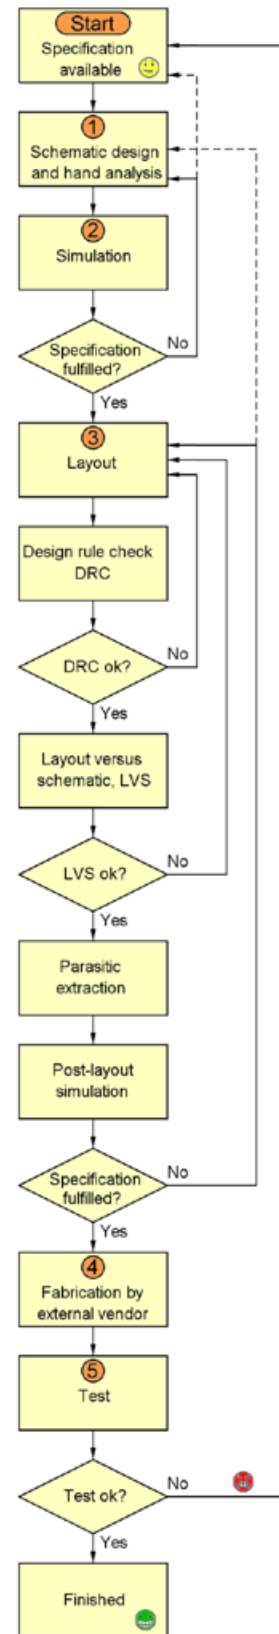 Start
Specification
available
1
Schematic design
and hand analysis
2
Simulation
Specification
fulfilled?
No
Yes
3
Layout
Design rule check
DRC
DRC ok?
No
Yes
Layout versus
schematic, LVS
LVS ok?
No
Yes
Parasitic
extraction
Post-layout
simulation
Specification
fulfilled?
No
Yes
4
Fabrication by
external vendor
5
Test
Test ok?
No
Yes
Finished